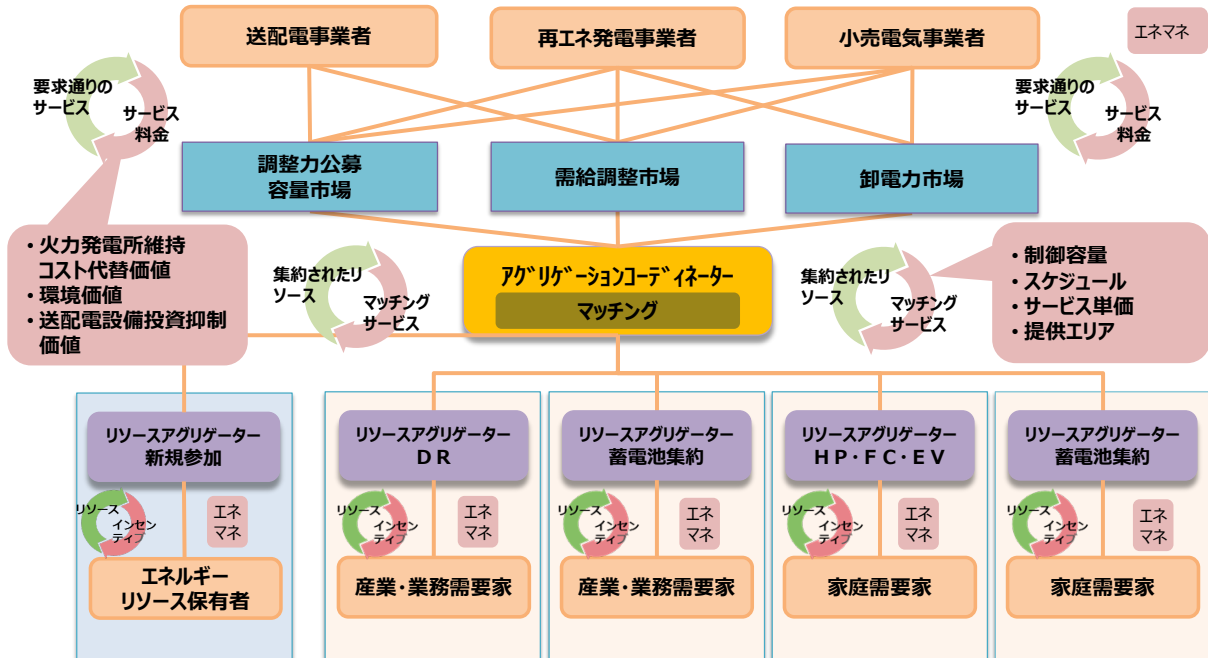 送配電事業者
再エネ発電事業者
小売電気事業者
エネマネ
要求通りの
サービス
サービス
料金
要求通りの
サービス
サービス
料金
調整力公募
容量市場
需給調整市場
卸電力市場
・火力発電所維持
コスト代替価値
・環境価値
・送配電設備投資抑制
価値
集約されたリ
ソース
マッチング
サービス
ｱｸﾞﾘｹﾞｰｼｮﾝコーディネーター
マッチング
集約されたリ
ソース
マッチング
サービス
・制御容量
・スケジュール
・サービス単価
・提供エリア
リソースアグリゲーター
新規参加
リソースアグリゲーター
ＤＲ
リソースアグリゲーター
蓄電池集約
リソースアグリゲーター
ＨＰ・ＦＣ・ＥＶ
リソースアグリゲーター
蓄電池集約
リソース
インセン
ティブ
エネ
マネ
リソース
インセン
ティブ
エネ
マネ
リソース
インセン
ティブ
エネ
マネ
リソース
インセン
ティブ
エネ
マネ
リソース
インセン
ティブ
エネ
マネ
エネルギー
リソース保有者
産業・業務需要家
産業・業務需要家
家庭需要家
家庭需要家